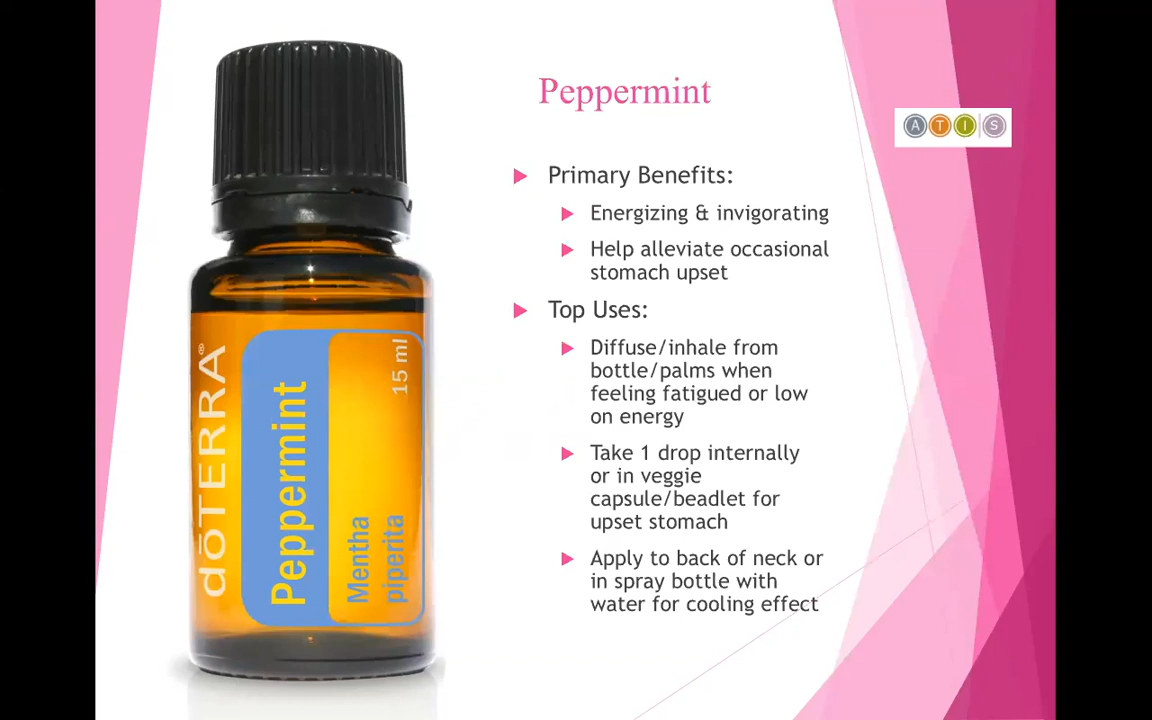 Peppermint
A T I S
Primary Benefits:
Energizing & invigorating
Help alleviate occasional
stomach upset
Top Uses:
Diffuse/inhale from
bottle/palms when
feeling fatigued or low
on energy
Take 1 drop internally
or in veggie
capsule/beadlet for
upset stomach
Apply to back of neck or
in spray bottle with
water for cooling effect
dōTERRA®
Peppermint
Mentha
piperita
15 ml